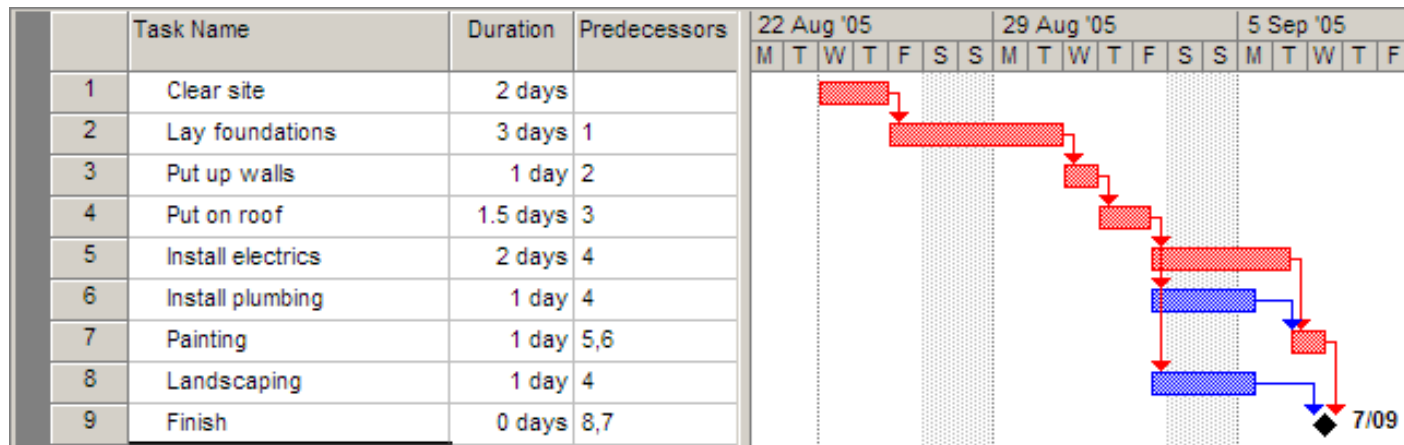 Task Name Duration Predecessors 22 Aug '05 29 Aug '05 5 Sep '05
M T W T F S S M T W T F S S M T W T F
1 Clear site 2 days
2 Lay foundations 3 days 1
3 Put up walls 1 day 2
4 Put on roof 1.5 days 3
5 Install electrics 2 days 4
6 Install plumbing 1 day 4
7 Painting 1 day 5,6
8 Landscaping 1 day 4
9 Finish 0 days 8,7 7/09